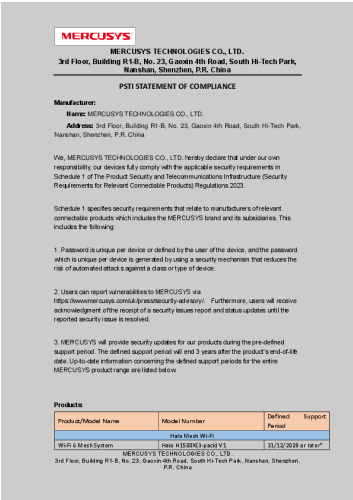 MERCUSYS
MERCUSYS TECHNOLOGIES CO., LTD.
3rd Floor, Building R1-B, No. 23, Gaoxin 4th Road, South Hi-Tech Park,
Nanshan, Shenzhen, P.R. China
PSTI STATEMENT OF COMPLIANCE
Manufacturer:
Name: MERCUSYS TECHNOLOGIES CO., LTD.
Address: 3rd Floor, Building R1-B, No. 23, Gaoxin 4th Road, South Hi-Tech Park,
Nanshan, Shenzhen, P.R. China
We, MERCUSYS TECHNOLOGIES CO., LTD. hereby declare that under our own
responsibility, our devices fully comply with the applicable security requirements in
Schedule 1 of The Product Security and Telecommunications Infrastructure (Security
Requirements for Relevant Connectable Products) Regulations 2023.
Schedule 1 specifies security requirements that relate to manufacturers of relevant
connectable products which includes the MERCUSYS brand and its subsidiaries. This
includes the following:
1. Password is unique per device or defined by the user of the device, and the password
which is unique per device is generated by using a security mechanism that reduces the
risk of automated attacks against a class or type of device.
2. Users can report vulnerabilities to MERCUSYS via
https://www.mercusys.com/uk/press/security-advisory/. Furthermore, users will receive
acknowledgment of the receipt of a security issues report and status updates until the
reported security issue is resolved.
3. MERCUSYS will provide security updates for our products during the pre-defined
support period. The defined support period will end 3 years after the product's end-of-life
date. Up-to-date information concerning the defined support periods for the entire
MERCUSYS product range are listed below.
Products:
Product/Model Name Model Number Defined Support Period
Halo Mesh Wi-Fi
Wi-Fi 6 Mesh System Halo H1500X(3-pack) V1 31/12/2028 or later*
MERCUSYS TECHNOLOGIES CO., LTD.
3rd Floor, Building R1-B, No. 23, Gaoxin 4th Road, South Hi-Tech Park, Nanshan, Shenzhen,
P.R. China